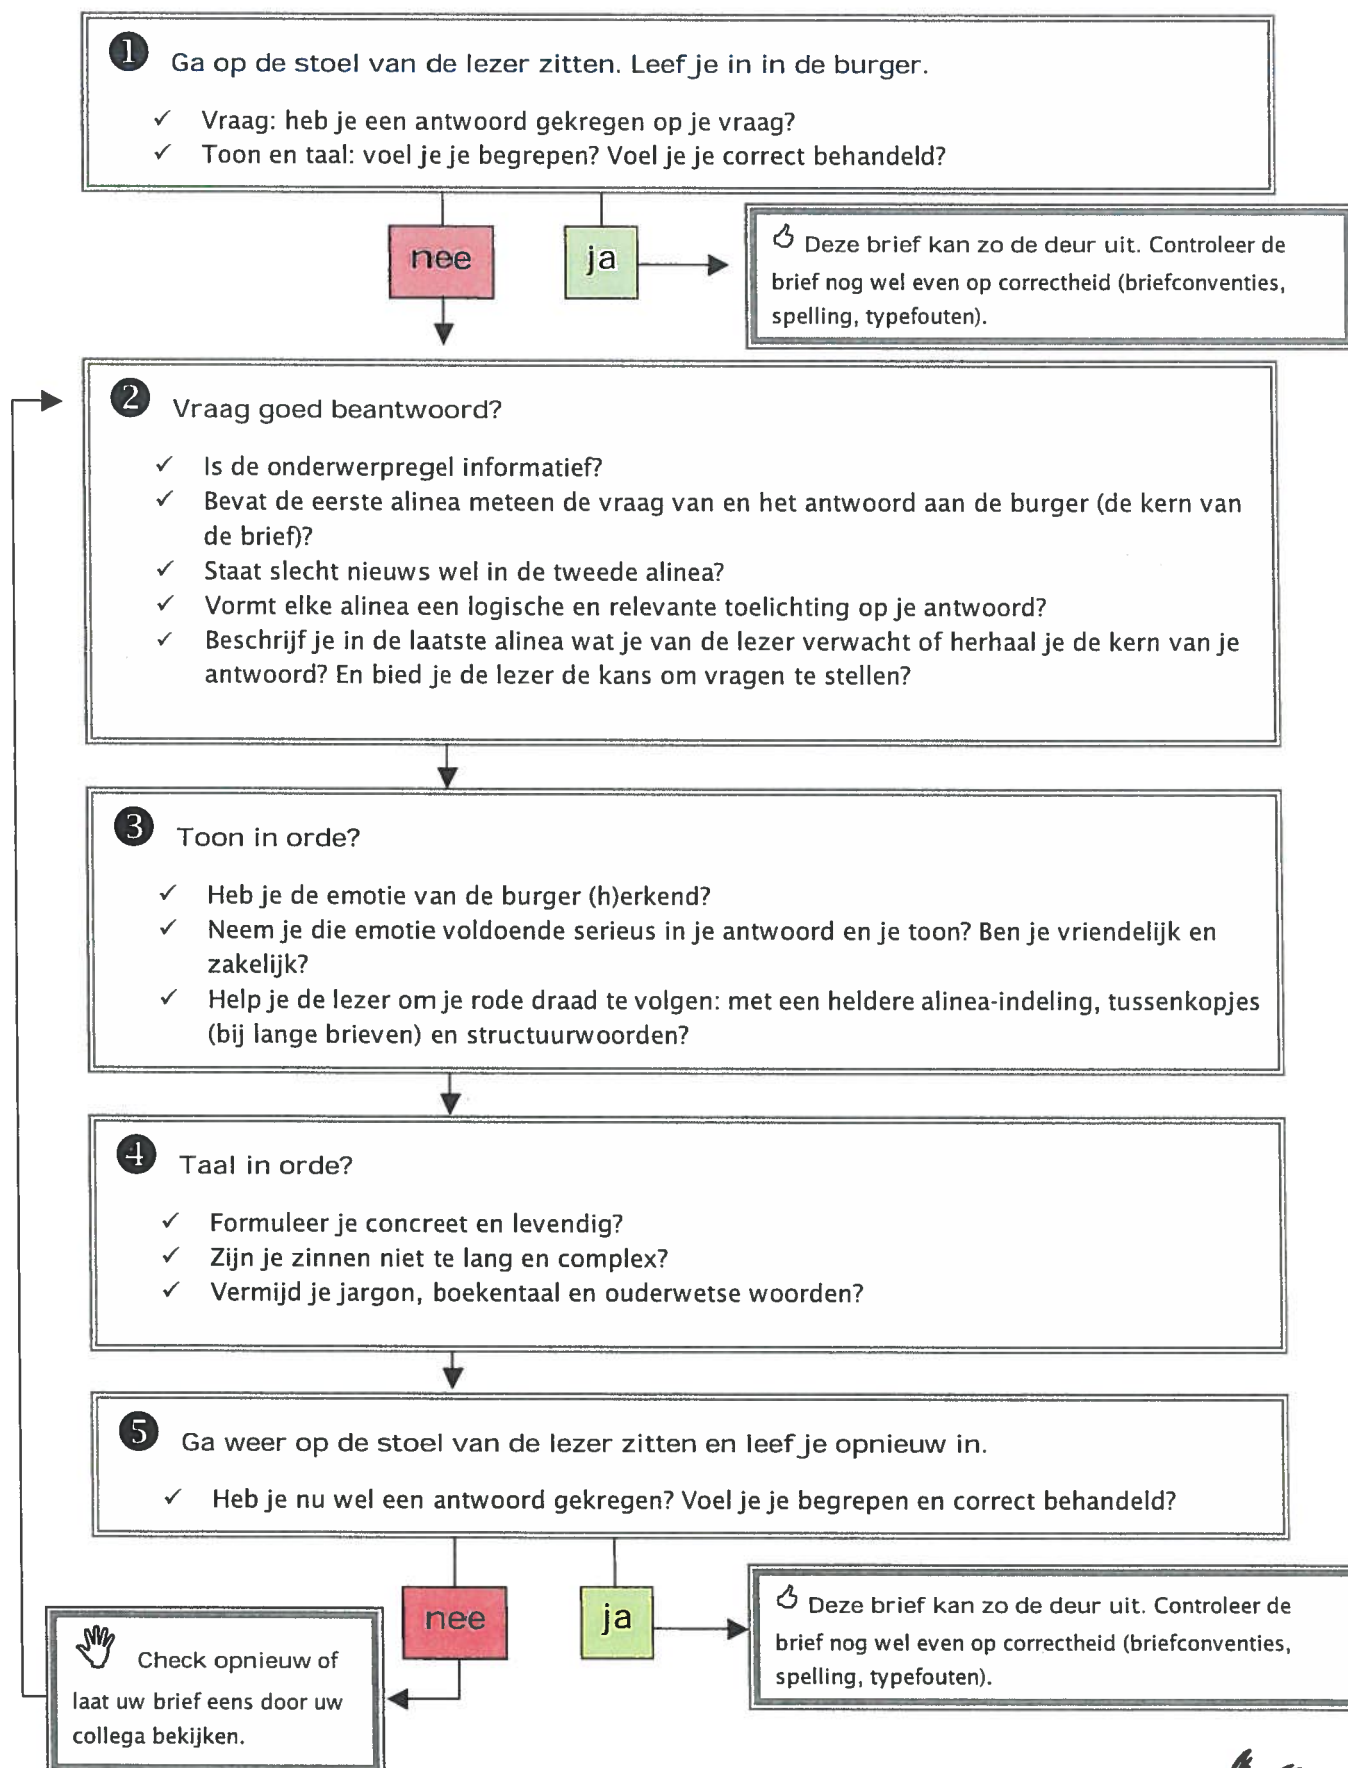 1 Ga op de stoel van de lezer zitten. Leef je in in de burger.
✓ Vraag: heb je een antwoord gekregen op je vraag?
✓ Toon en taal: voel je je begrepen? Voel je je correct behandeld?
nee
ja
Deze brief kan zo de deur uit. Controleer de
brief nog wel even op correctheid (briefconventies,
spelling, typefouten).
2 Vraag goed beantwoord?
✓ Is de onderwerpregel informatief?
✓ Bevat de eerste alinea meteen de vraag van en het antwoord aan de burger (de kern van
de brief)?
✓ Staat slecht nieuws wel in de tweede alinea?
✓ Vormt elke alinea een logische en relevante toelichting op je antwoord?
✓ Beschrijf je in de laatste alinea wat je van de lezer verwacht of herhaal je de kern van je
antwoord? En bied je de lezer de kans om vragen te stellen?
3 Toon in orde?
✓ Heb je de emotie van de burger (h)erkend?
✓ Neem je die emotie voldoende serieus in je antwoord en je toon? Ben je vriendelijk en
zakelijk?
✓ Help je de lezer om je rode draad te volgen: met een heldere alinea-indeling, tussenkopjes
(bij lange brieven) en structuurwoorden?
4 Taal in orde?
✓ Formuleer je concreet en levendig?
✓ Zijn je zinnen niet te lang en complex?
✓ Vermijd je jargon, boekentaal en ouderwetse woorden?
5 Ga weer op de stoel van de lezer zitten en leef je opnieuw in.
✓ Heb je nu wel een antwoord gekregen? Voel je je begrepen en correct behandeld?
nee
ja
Deze brief kan zo de deur uit. Controleer de
brief nog wel even op correctheid (briefconventies,
spelling, typefouten).
Check opnieuw of
laat uw brief eens door uw
collega bekijken.